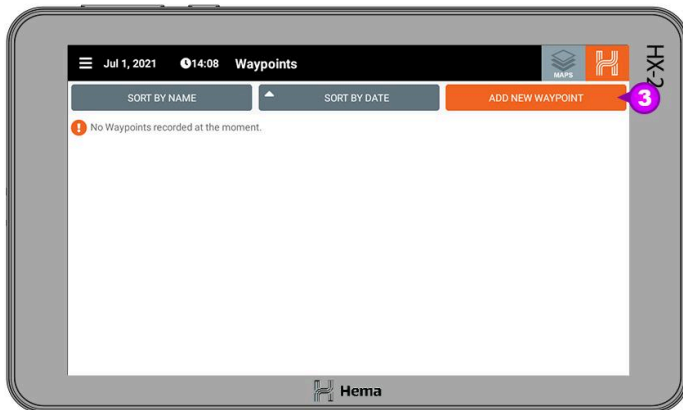 Jul 1, 2021 14:08 Waypoints MAPS
HX-2
SORT BY NAME SORT BY DATE ADD NEW WAYPOINT 3
No Waypoints recorded at the moment.
Hema